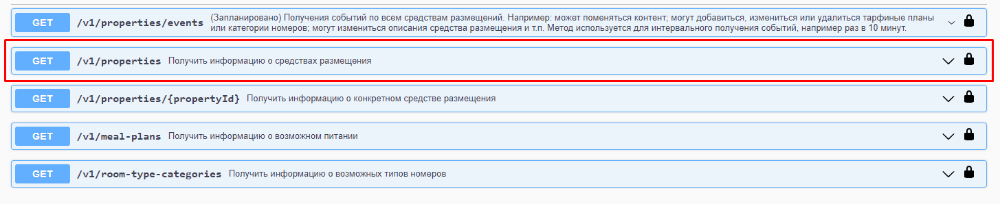 GET /v1/properties/events (Запланировано) Получения событий по всем средствам размещений. Например: может поменяться контент; могут добавиться, измениться или удалиться тарфиные планы
или категории номеров; могут измениться описания средства размещения и т.п. Метод используется для интервального получения событий, например раз в 10 минут.
GET /v1/properties Получить информацию о средствах размещения
GET /v1/properties/{propertyId} Получить информацию о конкретном средстве размещения
GET /v1/meal-plans Получить информацию о возможном питании
GET /v1/room-type-categories Получить информацию о возможных типов номеров